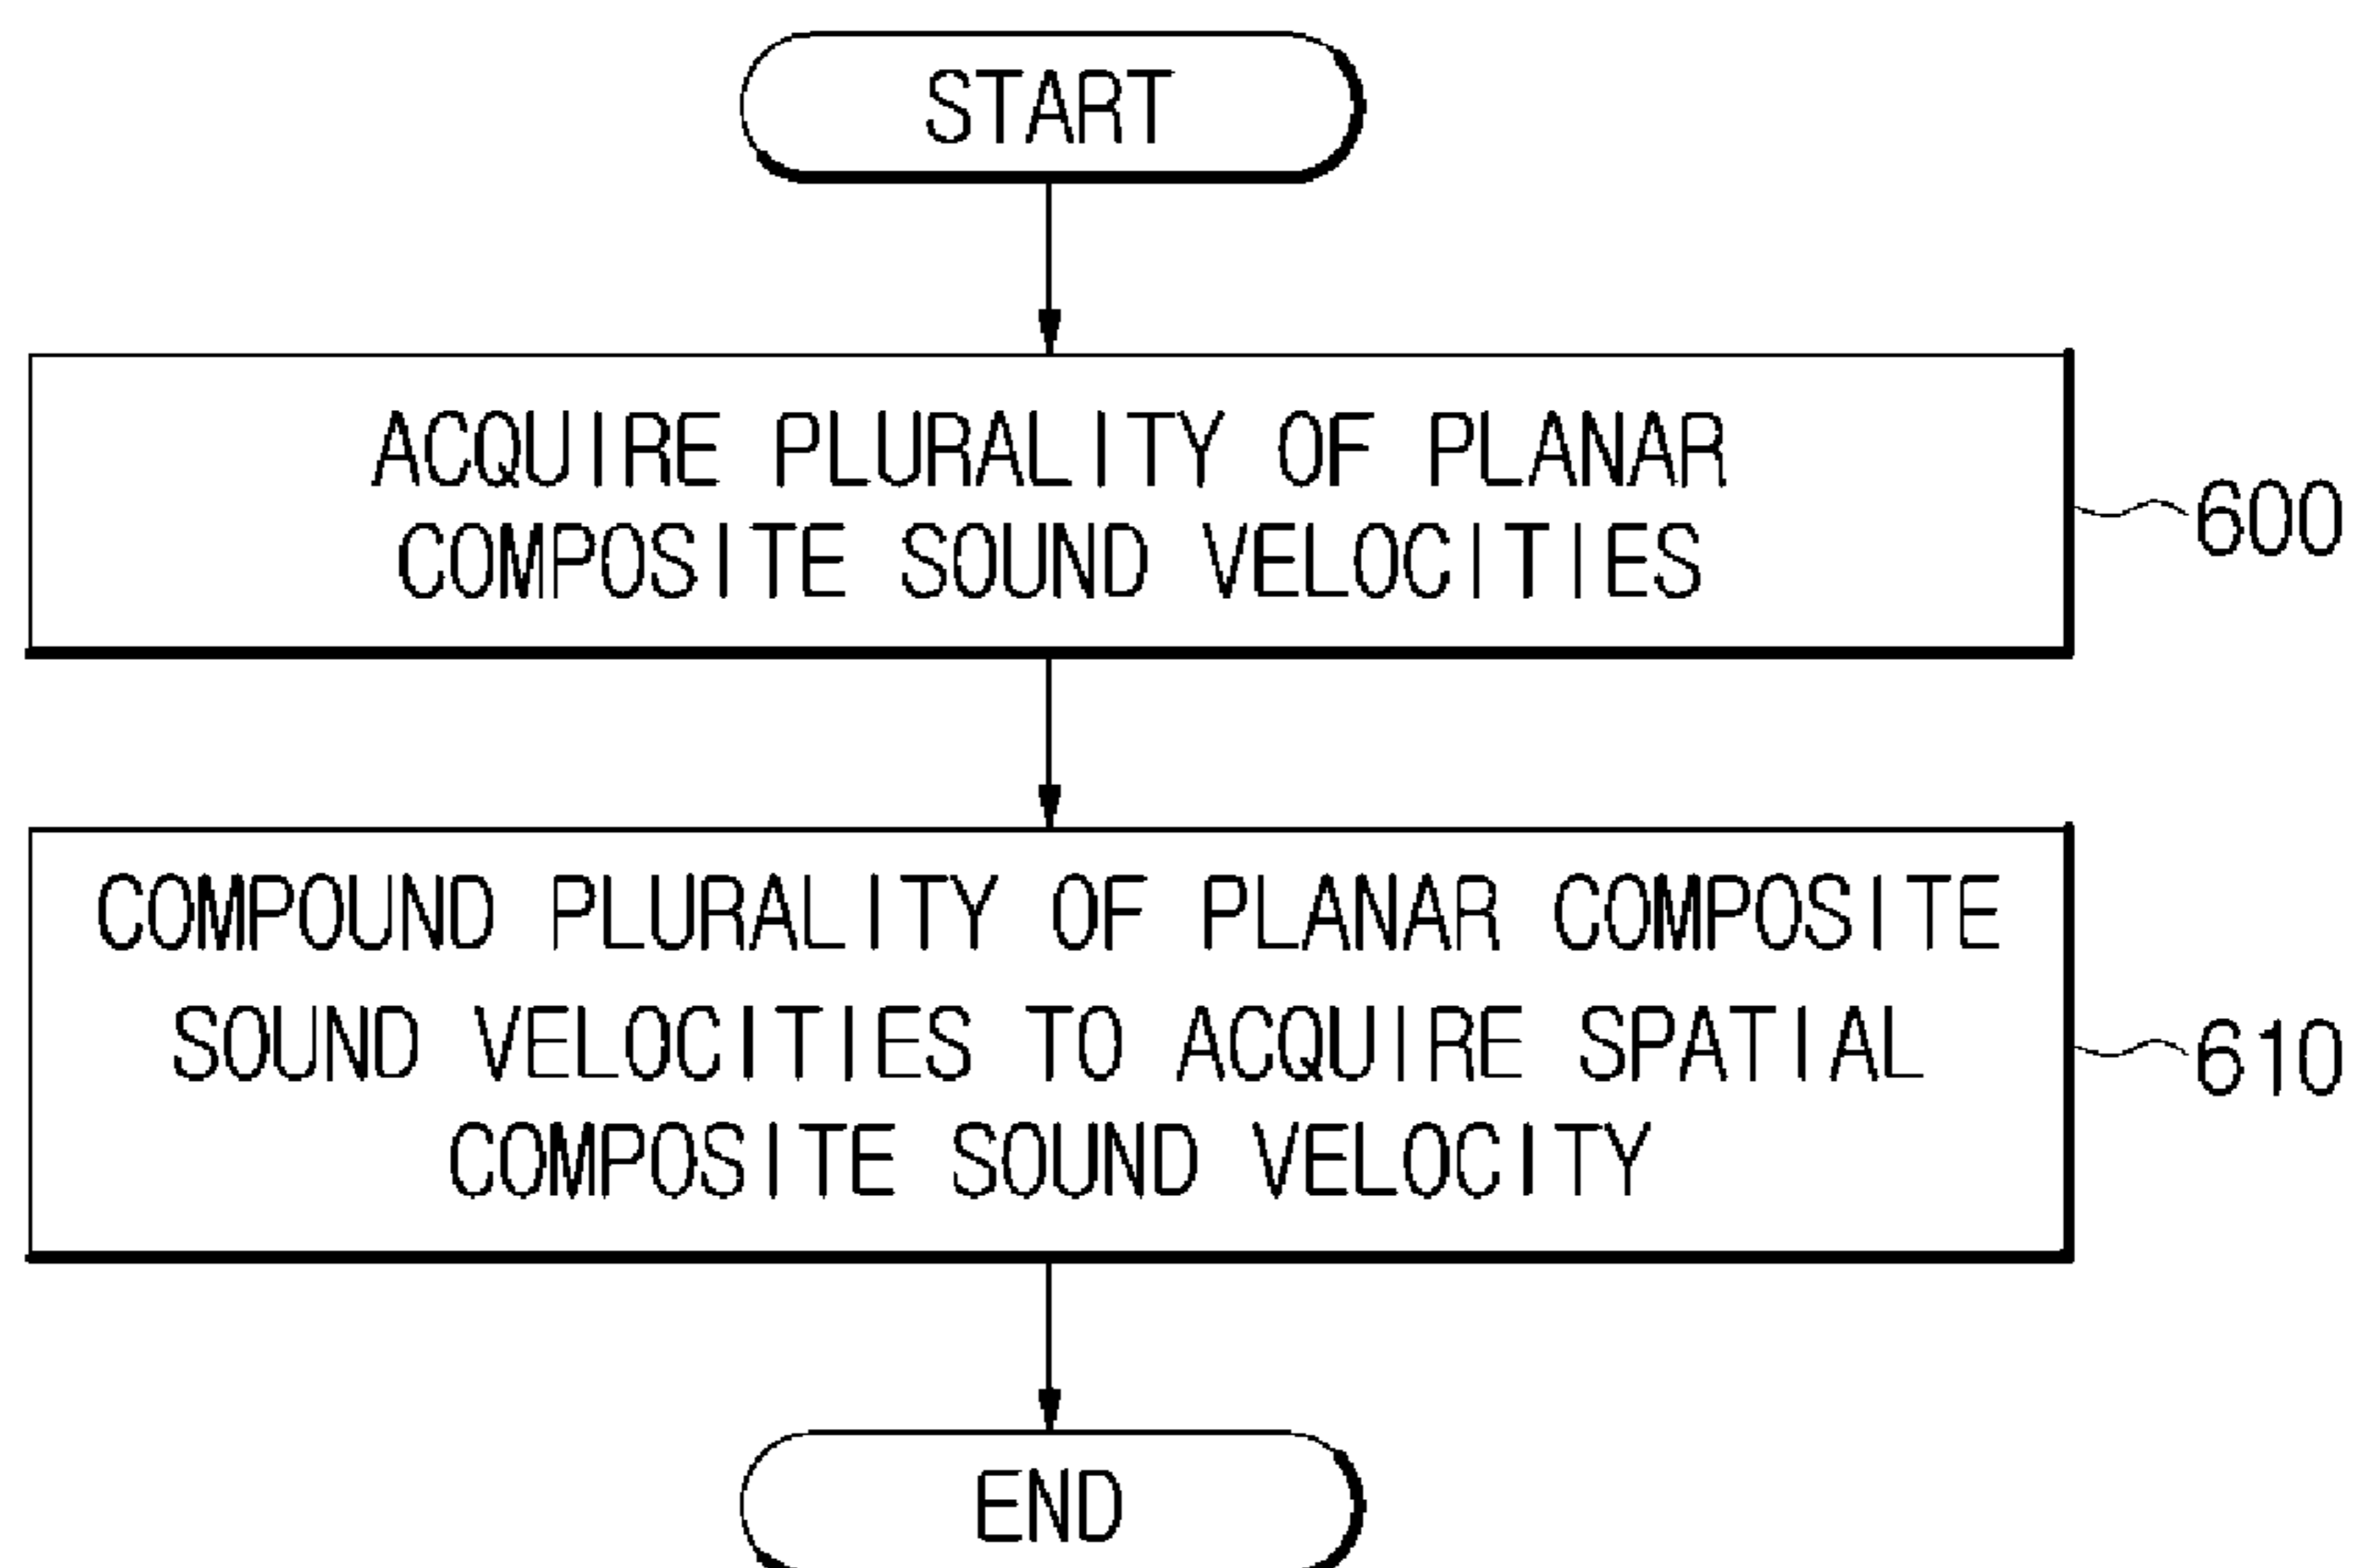 START
ACQUIRE PLURALITY OF PLANAR
COMPOSITE SOUND VELOCITIES
600
COMPOUND PLURALITY OF PLANAR COMPOSITE
SOUND VELOCITIES TO ACQUIRE SPATIAL
COMPOSITE SOUND VELOCITY
610
END